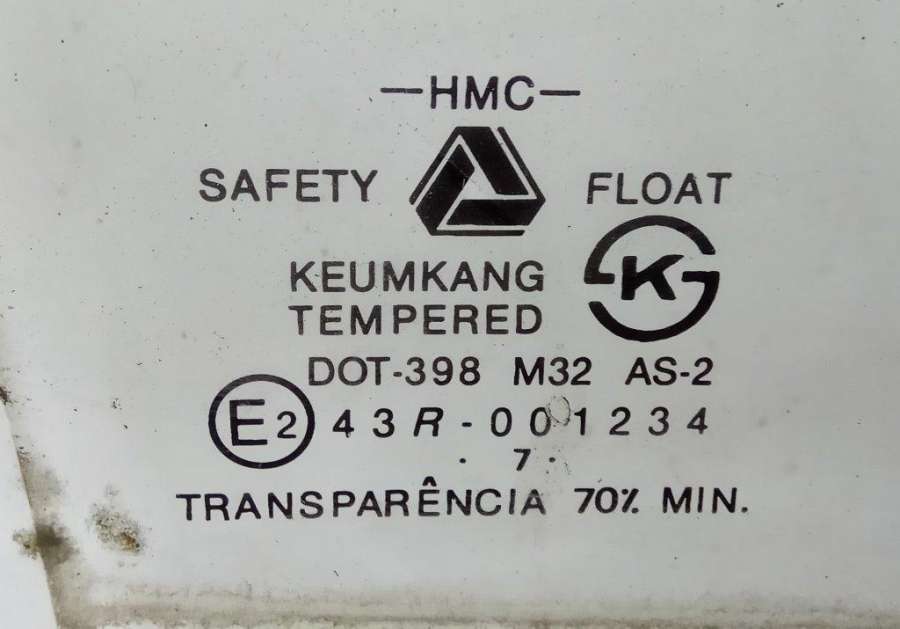 —HMC—
SAFETY FLOAT
KEUMKANG
TEMPERED
K
DOT-398 M32 AS-2
E2 43R-001234
. 7 .
TRANSPARÊNCIA 70% MIN.